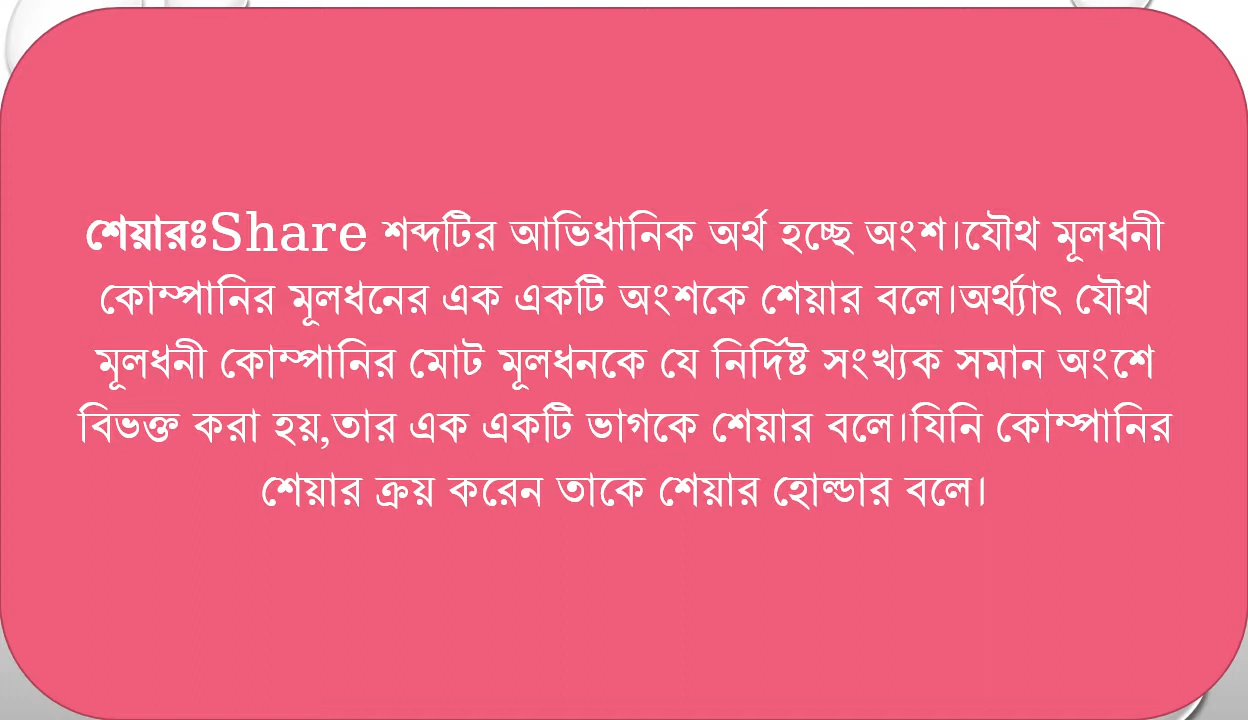 শেয়ারঃShare শব্দটির আভিধানিক অর্থ হচ্ছে অংশ।যৌথ মূলধনী
কোম্পানির মূলধনের এক একটি অংশকে শেয়ার বলে।অর্থ্যাৎ যৌথ
মূলধনী কোম্পানির মোট মূলধনকে যে নির্দিষ্ট সংখ্যক সমান অংশে
বিভক্ত করা হয়,তার এক একটি ভাগকে শেয়ার বলে।যিনি কোম্পানির
শেয়ার ক্রয় করেন তাকে শেয়ার হোল্ডার বলে।